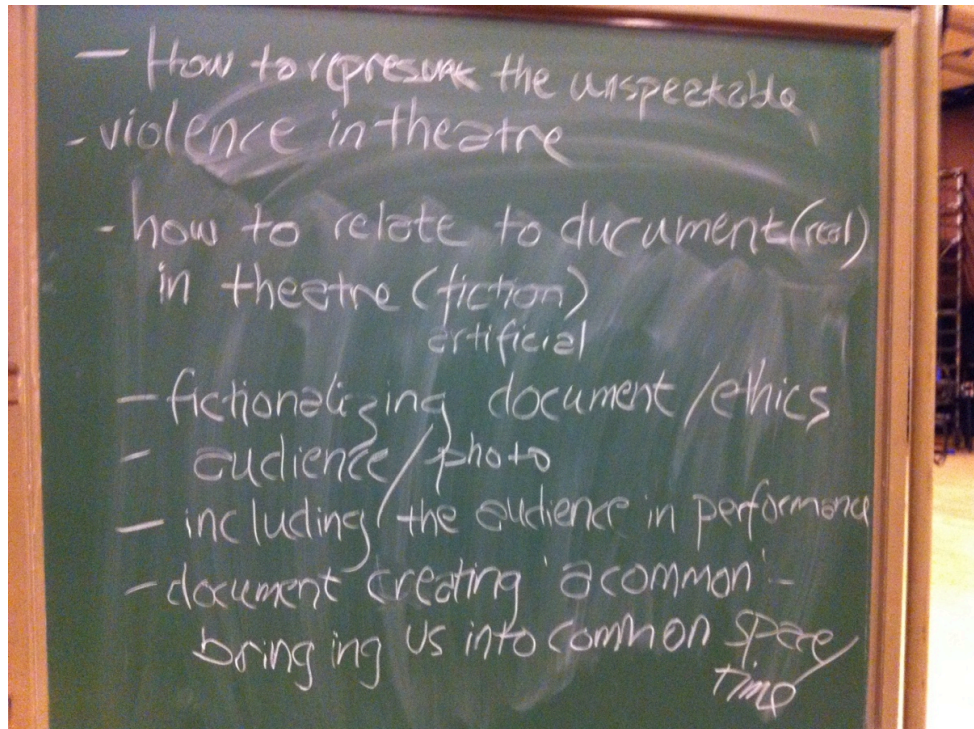 - How to represent the unspeakable
- violence in theatre
- how to relate to ducument (real)
in theatre (fiction)
artificial
- fictionalizing document / ethics
- audience / photo
- including / the audience in performance
- document creating 'a common' -
bringing us into common space /
time